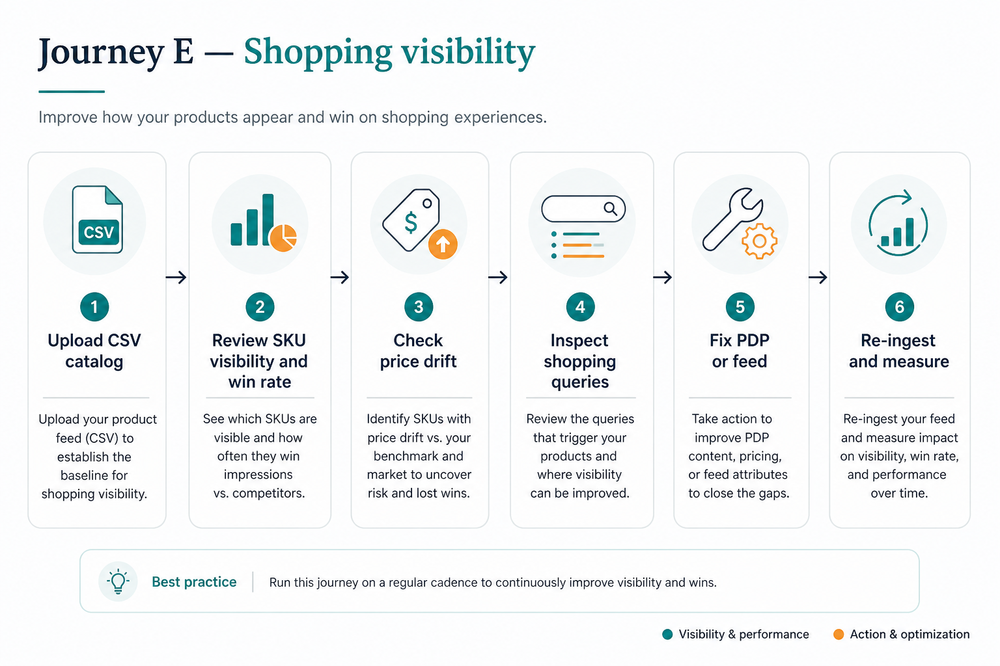 Journey E — Shopping visibility
Improve how your products appear and win on shopping experiences.
CSV
1
Upload CSV
catalog
Upload your product
feed (CSV) to
establish the
baseline for
shopping visibility.
2
Review SKU
visibility and
win rate
See which SKUs are
visible and how
often they win
impressions
vs. competitors.
$
3
Check
price drift
Identify SKUs with
price drift vs. your
benchmark and
market to uncover
risk and lost wins.
4
Inspect
shopping
queries
Review the queries
that trigger your
products and
where visibility
can be improved.
5
Fix PDP
or feed
Take action to
improve PDP
content, pricing,
or feed attributes
to close the gaps.
6
Re-ingest
and measure
Re-ingest your feed
and measure impact
on visibility, win rate,
and performance
over time.
Best practice
Run this journey on a regular cadence to continuously improve visibility and wins.
Visibility & performance
Action & optimization